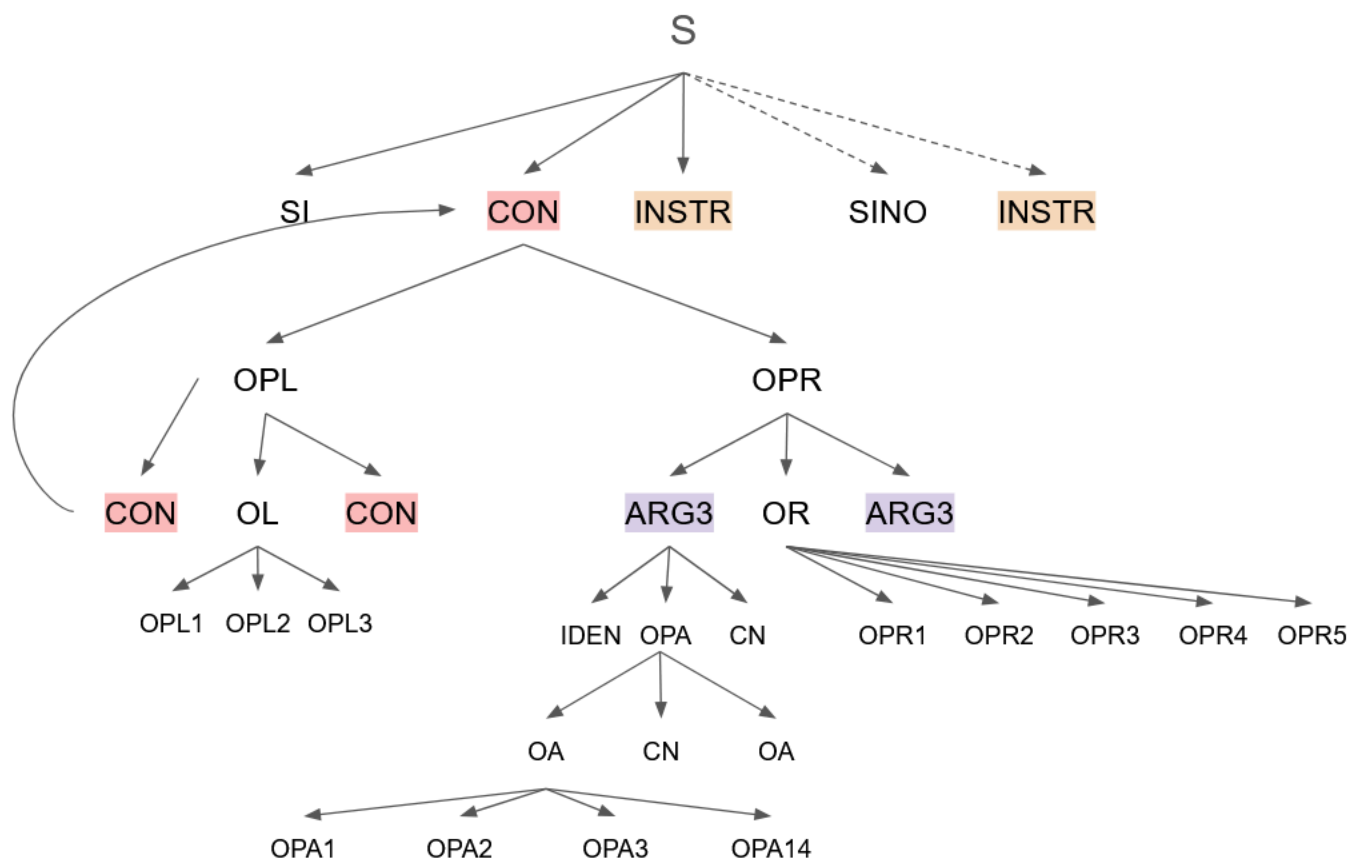 S
SI CON INSTR SINO INSTR
OPL OPR
CON OL CON ARG3 OR ARG3
OPL1 OPL2 OPL3 IDEN OPA CN OPR1 OPR2 OPR3 OPR4 OPR5
OA CN OA
OPA1 OPA2 OPA3 OPA14